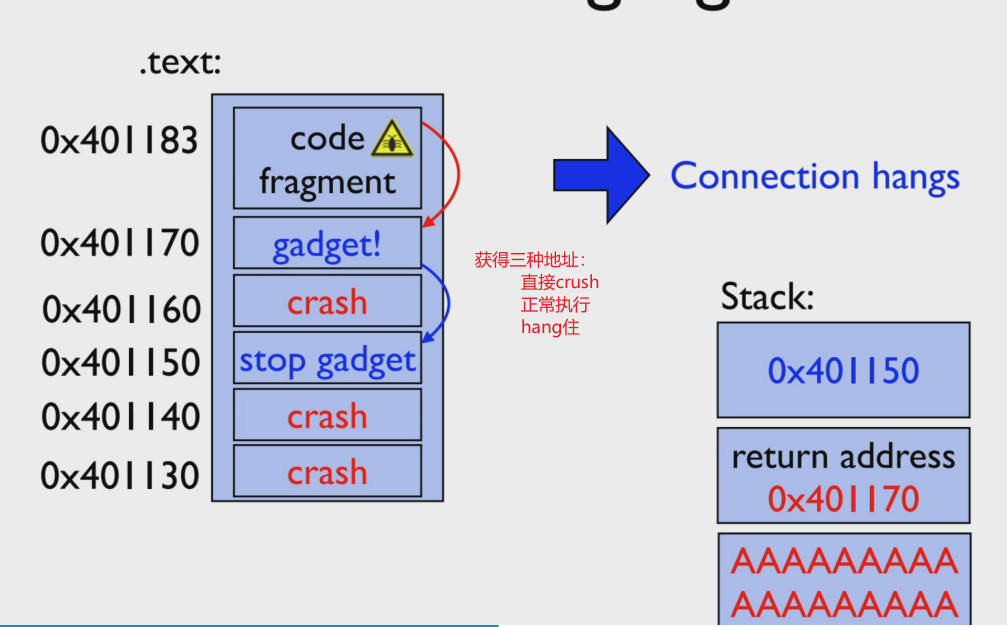 .text:
0x401183
code
fragment
0x401170
gadget!
0x401160
crash
0x401150
stop gadget
0x401140
crash
0x401130
crash
Connection hangs
获得三种地址:
直接crush
正常执行
hang住
Stack:
0x401150
return address
0x401170
AAAAAAAAA
AAAAAAAAA